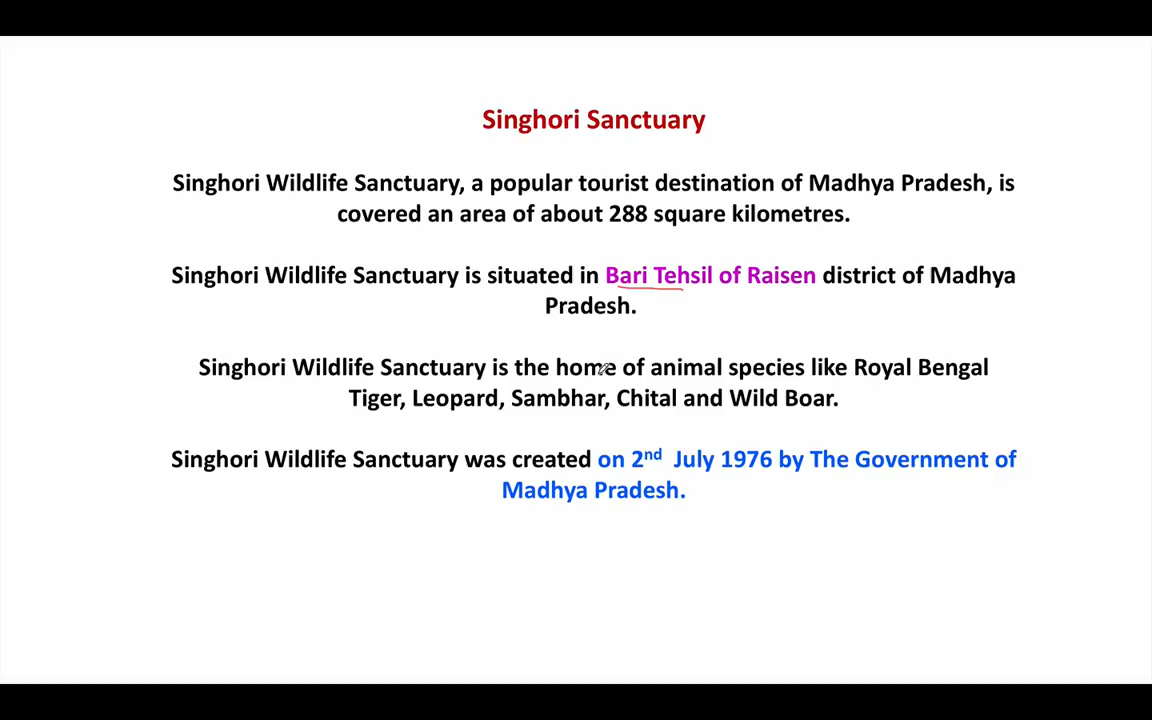 Singhori Sanctuary
Singhori Wildlife Sanctuary, a popular tourist destination of Madhya Pradesh, is
covered an area of about 288 square kilometres.
Singhori Wildlife Sanctuary is situated in Bari Tehsil of Raisen district of Madhya
Pradesh.
Singhori Wildlife Sanctuary is the home of animal species like Royal Bengal
Tiger, Leopard, Sambhar, Chital and Wild Boar.
Singhori Wildlife Sanctuary was created on 2nd July 1976 by The Government of
Madhya Pradesh.